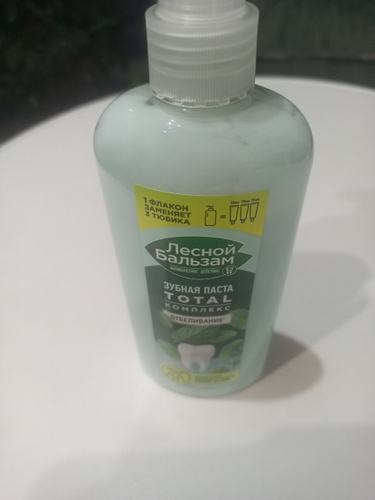 1 ФЛАКОН
ЗАМЕНЯЕТ
3 ТЮБИКА
Лесной
Бальзам
ЗУБНАЯ ПАСТА
TOTAL
КОМПЛЕКС
ОТБЕЛИВАНИЕ